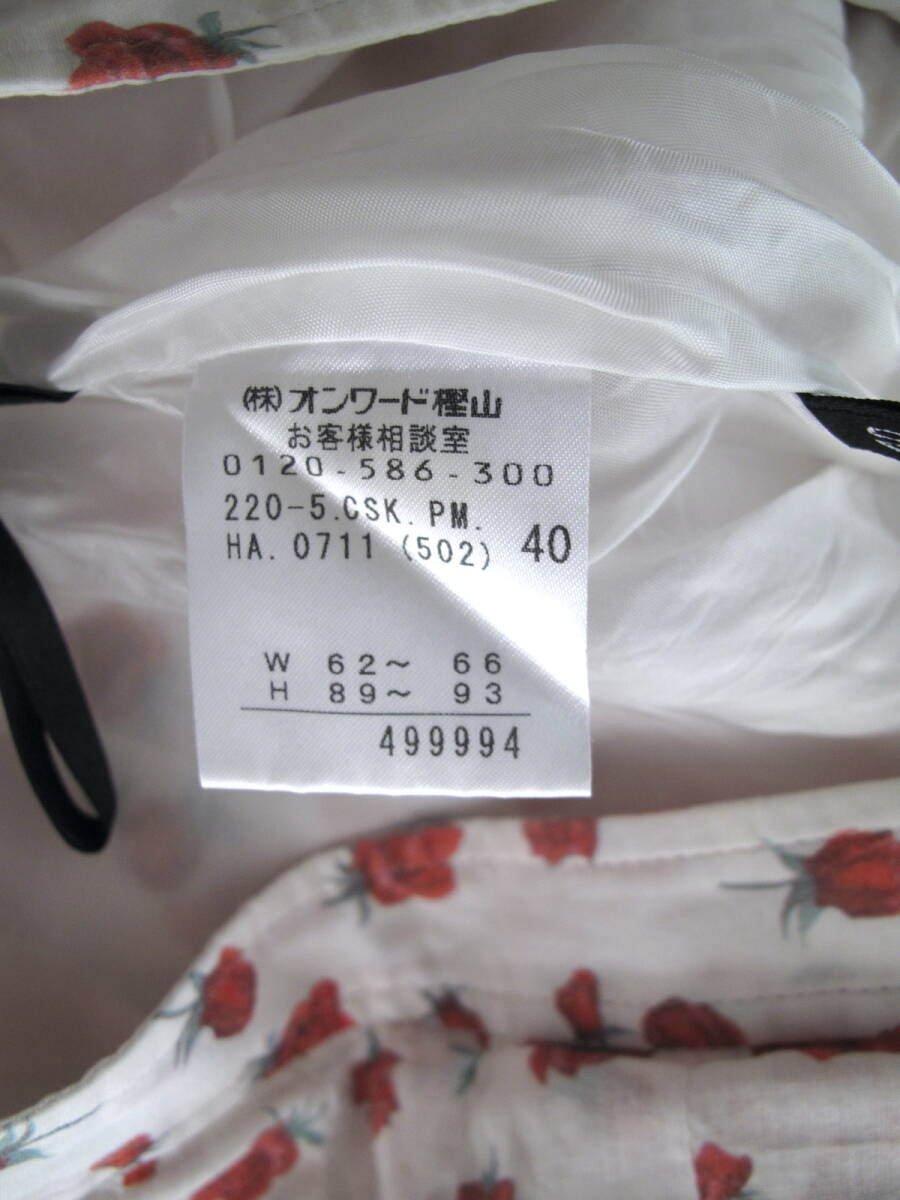 (株)オンワード樫山
お客様相談室
0120-586-300
220-5.CSK.PM.
HA.0711 (502) 40
W 62~ 66
H 89~ 93
499994